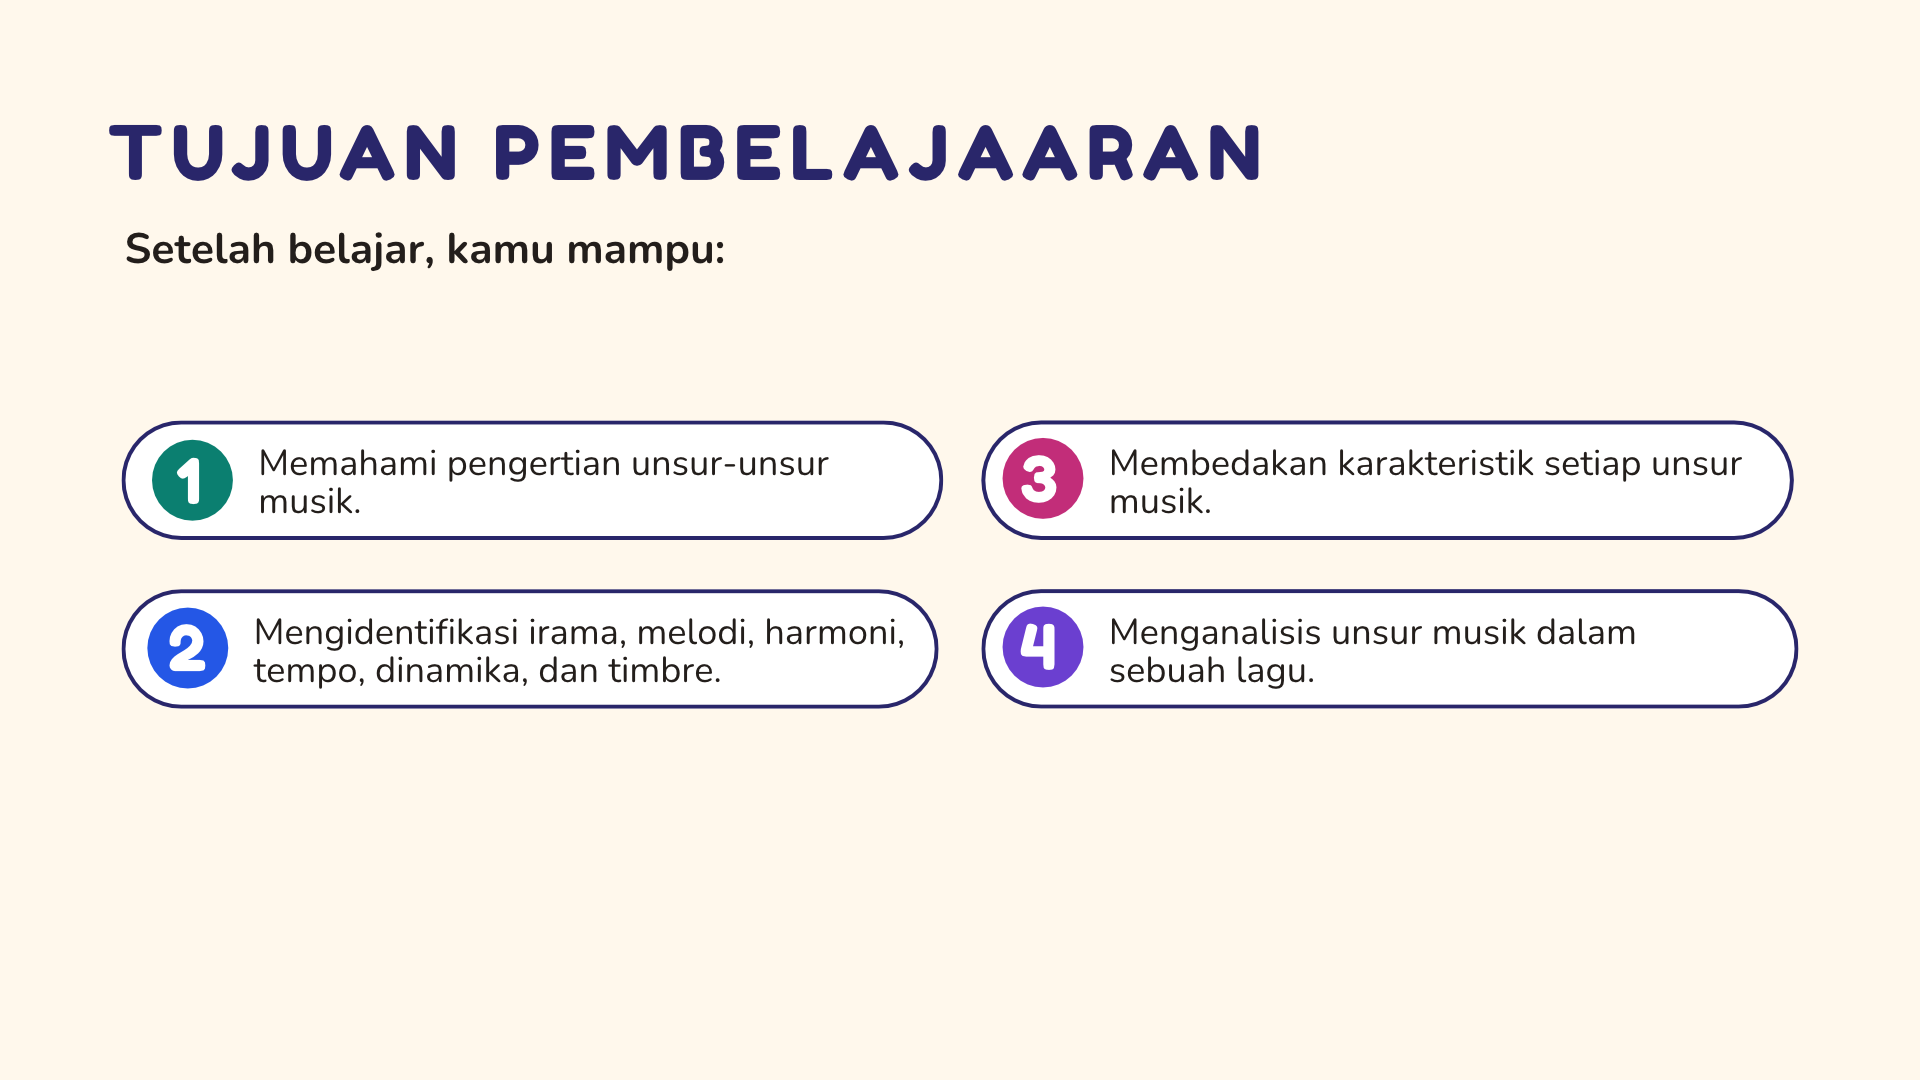 TUJUAN PEMBELAJAARAN
Setelah belajar, kamu mampu:
1
Memahami pengertian unsur-unsur
musik.
2
Mengidentifikasi irama, melodi, harmoni,
tempo, dinamika, dan timbre.
3
Membedakan karakteristik setiap unsur
musik.
4
Menganalisis unsur musik dalam
sebuah lagu.